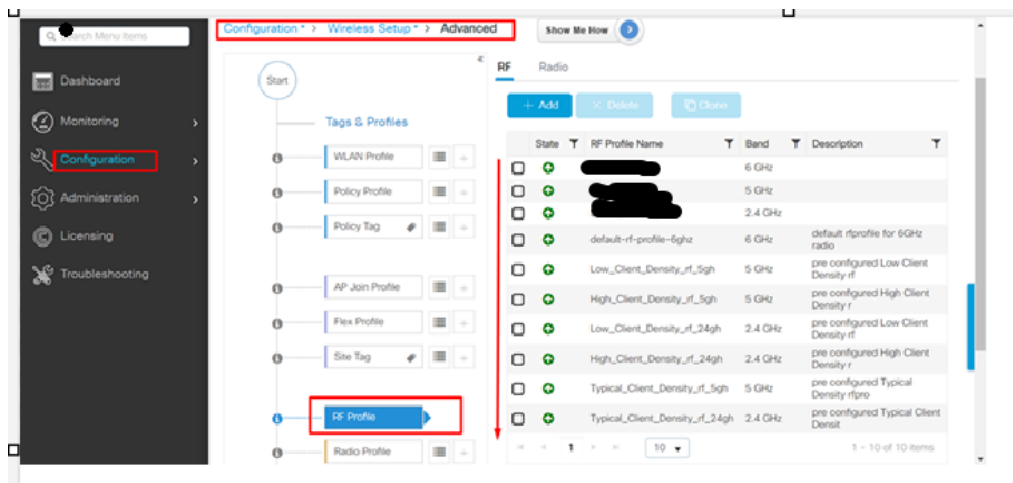 Search Menu Items
Dashboard
Monitoring
Configuration
Administration
Licensing
Troubleshooting
Configuration > Wireless Setup > Advanced
Show Me How
Start
Tags & Profiles
WLAN Profile
Policy Profile
Policy Tag
AP Join Profile
Flex Profile
Site Tag
RF Profile
Radio Profile
RF Radio
+ Add × Delete Clone
State RF Profile Name Band Description
6 GHz
5 GHz
2.4 GHz
default-rf-profile-6ghz 6 GHz default rfprofile for 6GHz
radio
Low_Client_Density_rf_5gh 5 GHz pre configured Low Client
Density rf
High_Client_Density_rf_5gh 5 GHz pre configured High Client
Density r
Low_Client_Density_rf_24gh 2.4 GHz pre configured Low Client
Density rf
High_Client_Density_rf_24gh 2.4 GHz pre configured High Client
Density r
Typical_Client_Density_rf_5gh 5 GHz pre configured Typical
Density rfpro
Typical_Client_Density_rf_24gh 2.4 GHz pre configured Typical Client
Densit
1 10 1 - 10 of 10 items